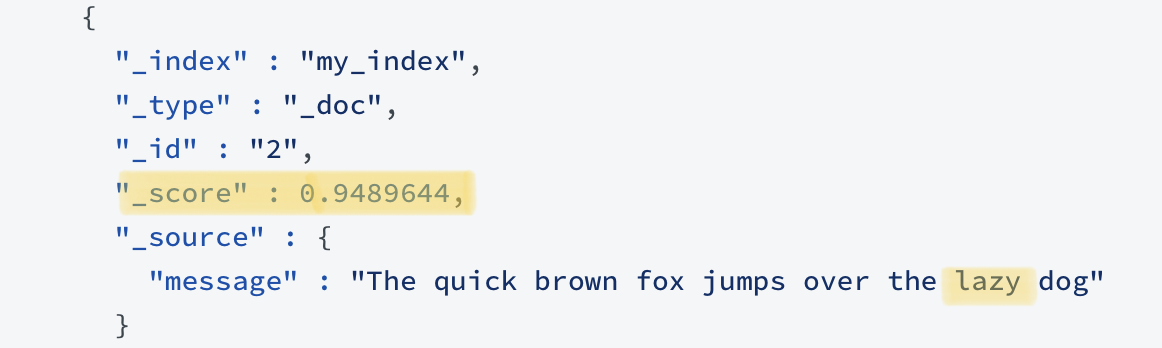 {
"_index" : "my_index",
"_type" : "_doc",
"_id" : "2",
"_score" : 0.9489644,
"_source" : {
"message" : "The quick brown fox jumps over the lazy dog"
}